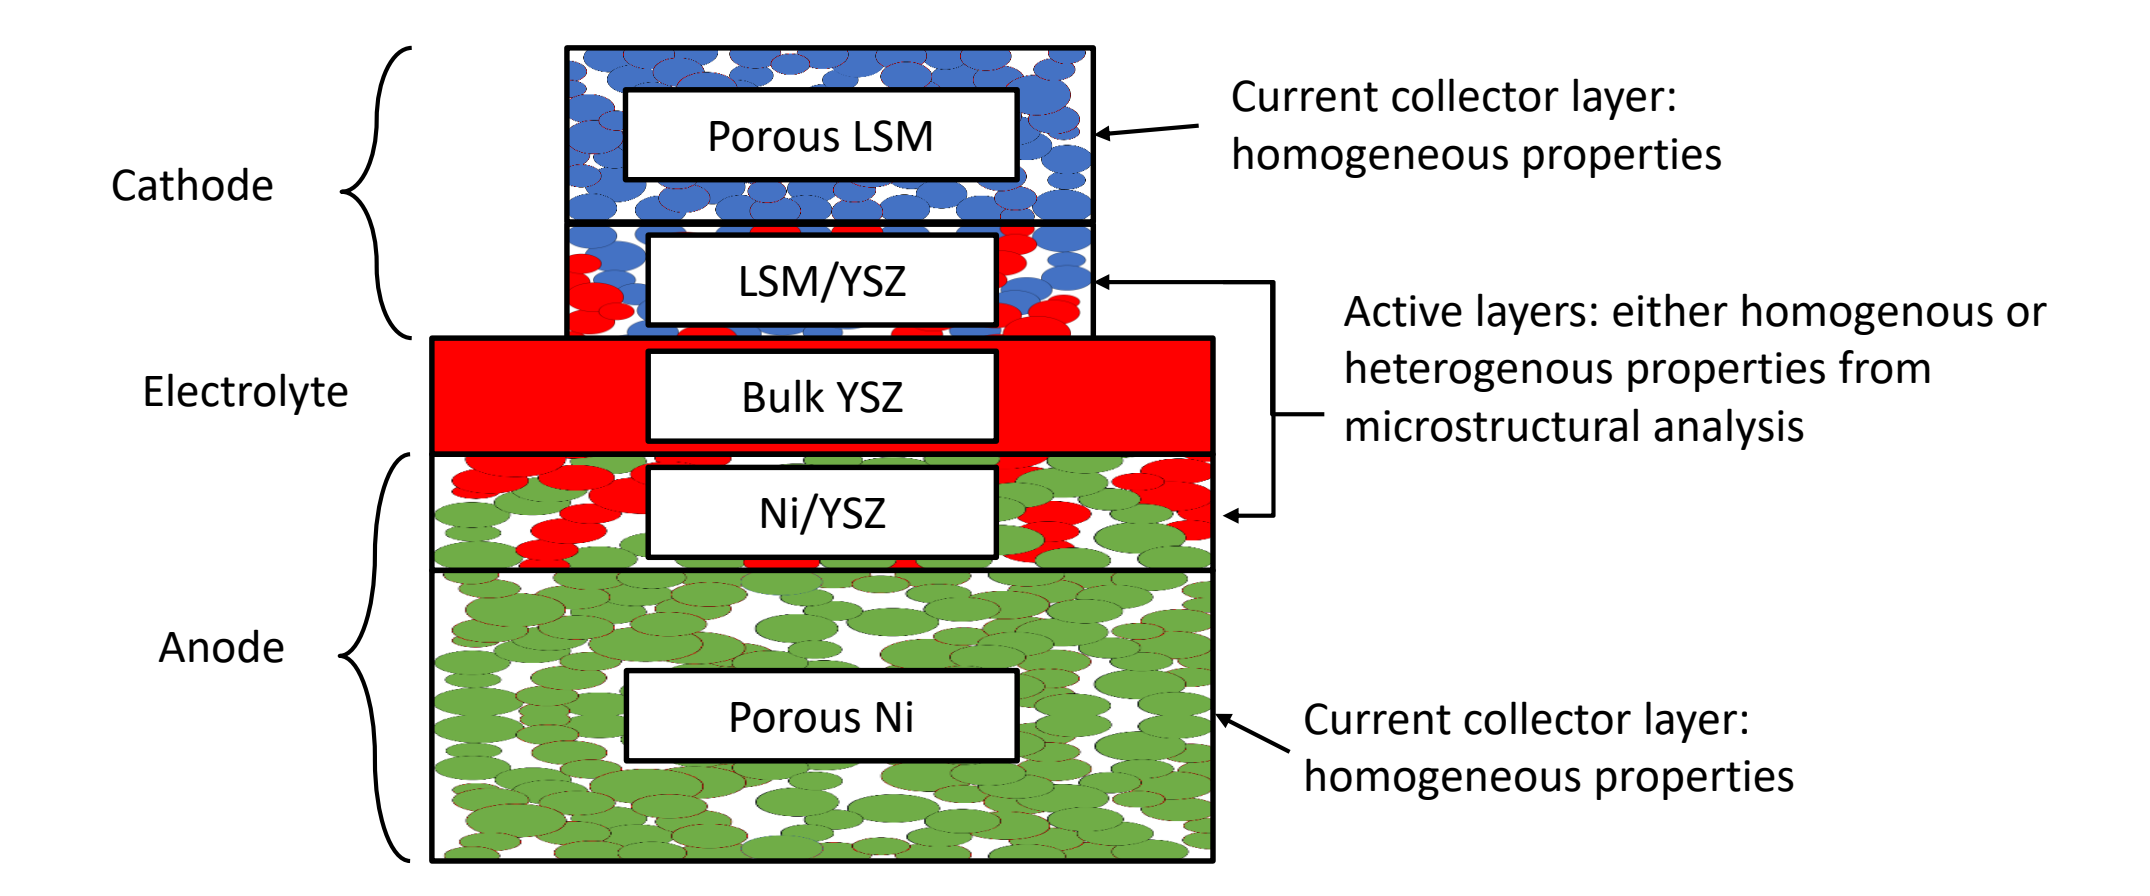 Porous LSM
Current collector layer:
homogeneous properties
Cathode
LSM/YSZ
Active layers: either homogenous or
heterogenous properties from
microstructural analysis
Electrolyte
Bulk YSZ
Ni/YSZ
Anode
Porous Ni
Current collector layer:
homogeneous properties